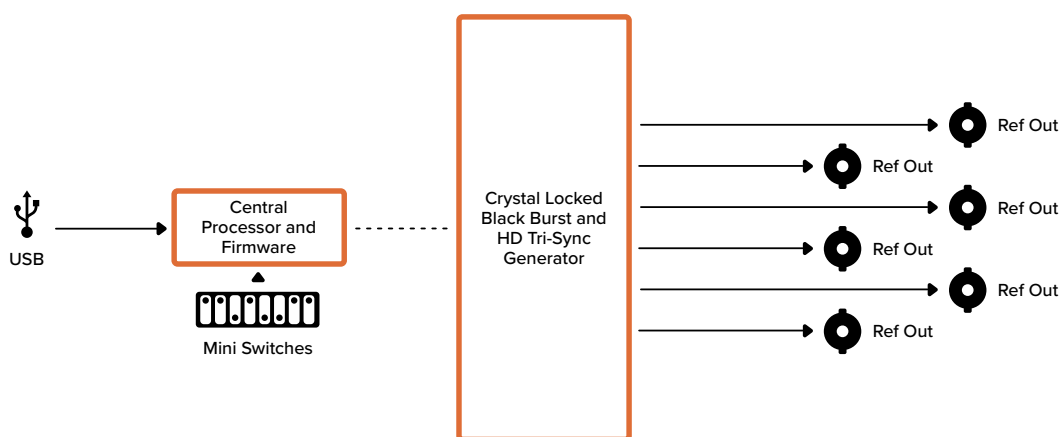 USB
Central
Processor and
Firmware
Mini Switches
Crystal Locked
Black Burst and
HD Tri-Sync
Generator
Ref Out
Ref Out
Ref Out
Ref Out
Ref Out
Ref Out